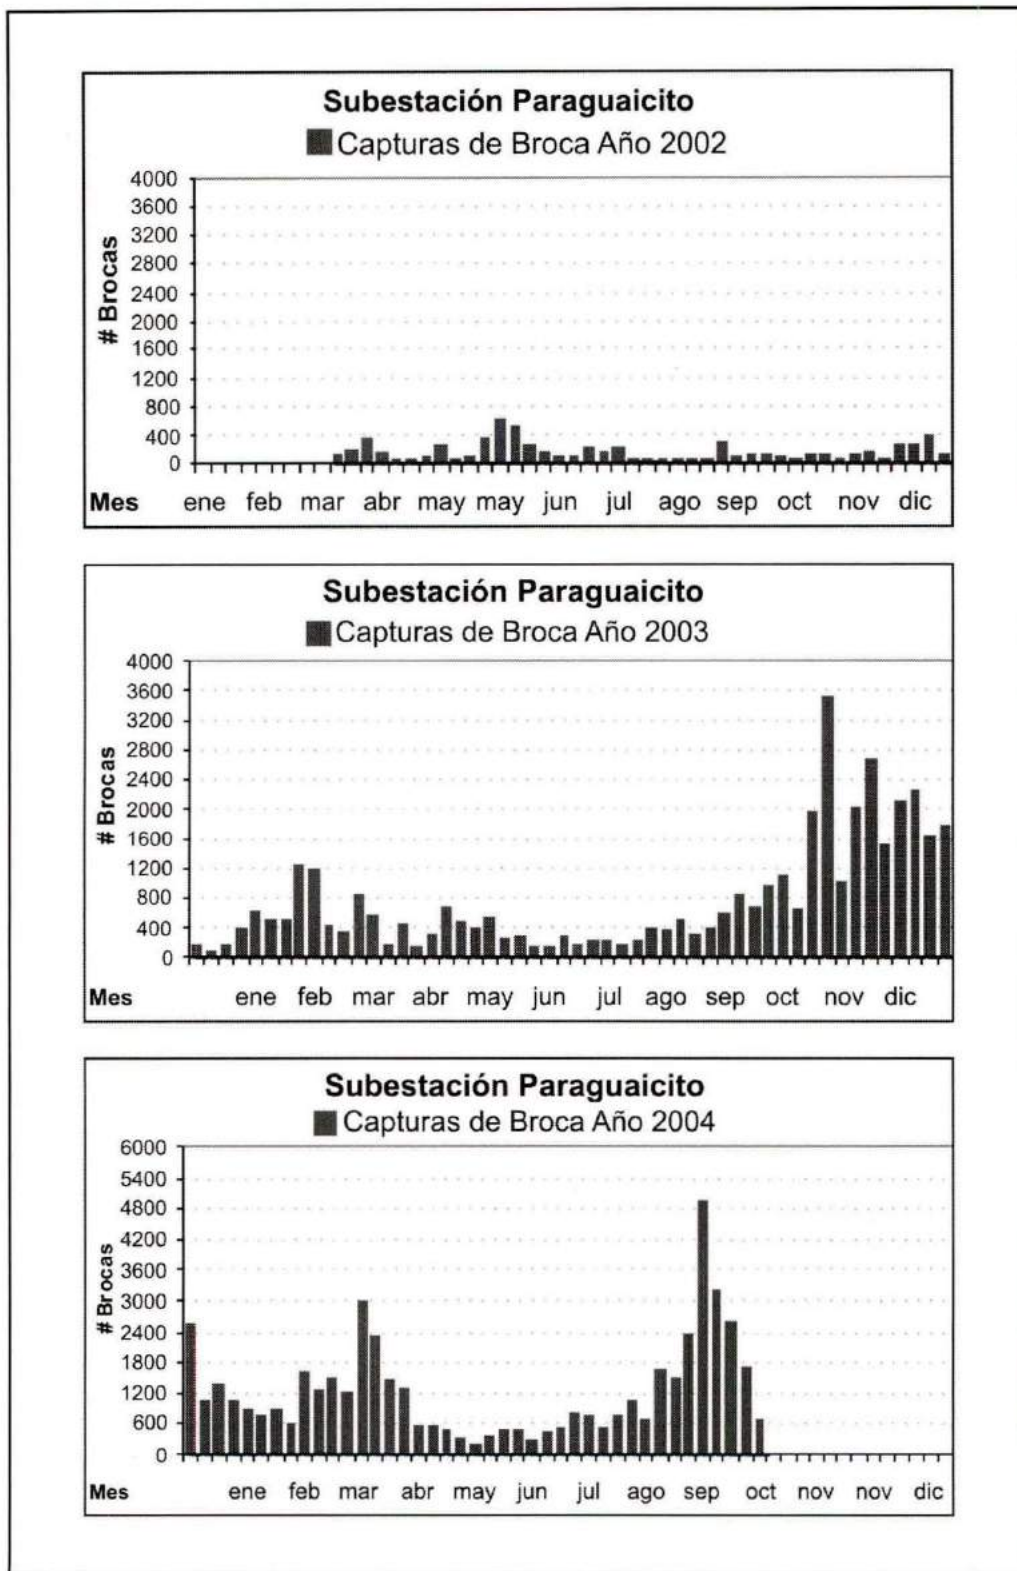 Subestación Paraguaicito
Capturas de Broca Año 2002
# Brocas
4000
3600
3200
2800
2400
2000
1600
1200
800
400
0
Mes ene feb mar abr may may jun jul ago sep oct nov dic
Subestación Paraguaicito
Capturas de Broca Año 2003
# Brocas
4000
3600
3200
2800
2400
2000
1600
1200
800
400
0
Mes ene feb mar abr may jun jul ago sep oct nov dic
Subestación Paraguaicito
Capturas de Broca Año 2004
# Brocas
6000
5400
4800
4200
3600
3000
2400
1800
1200
600
0
Mes ene feb mar abr may jun jul ago sep oct nov nov dic